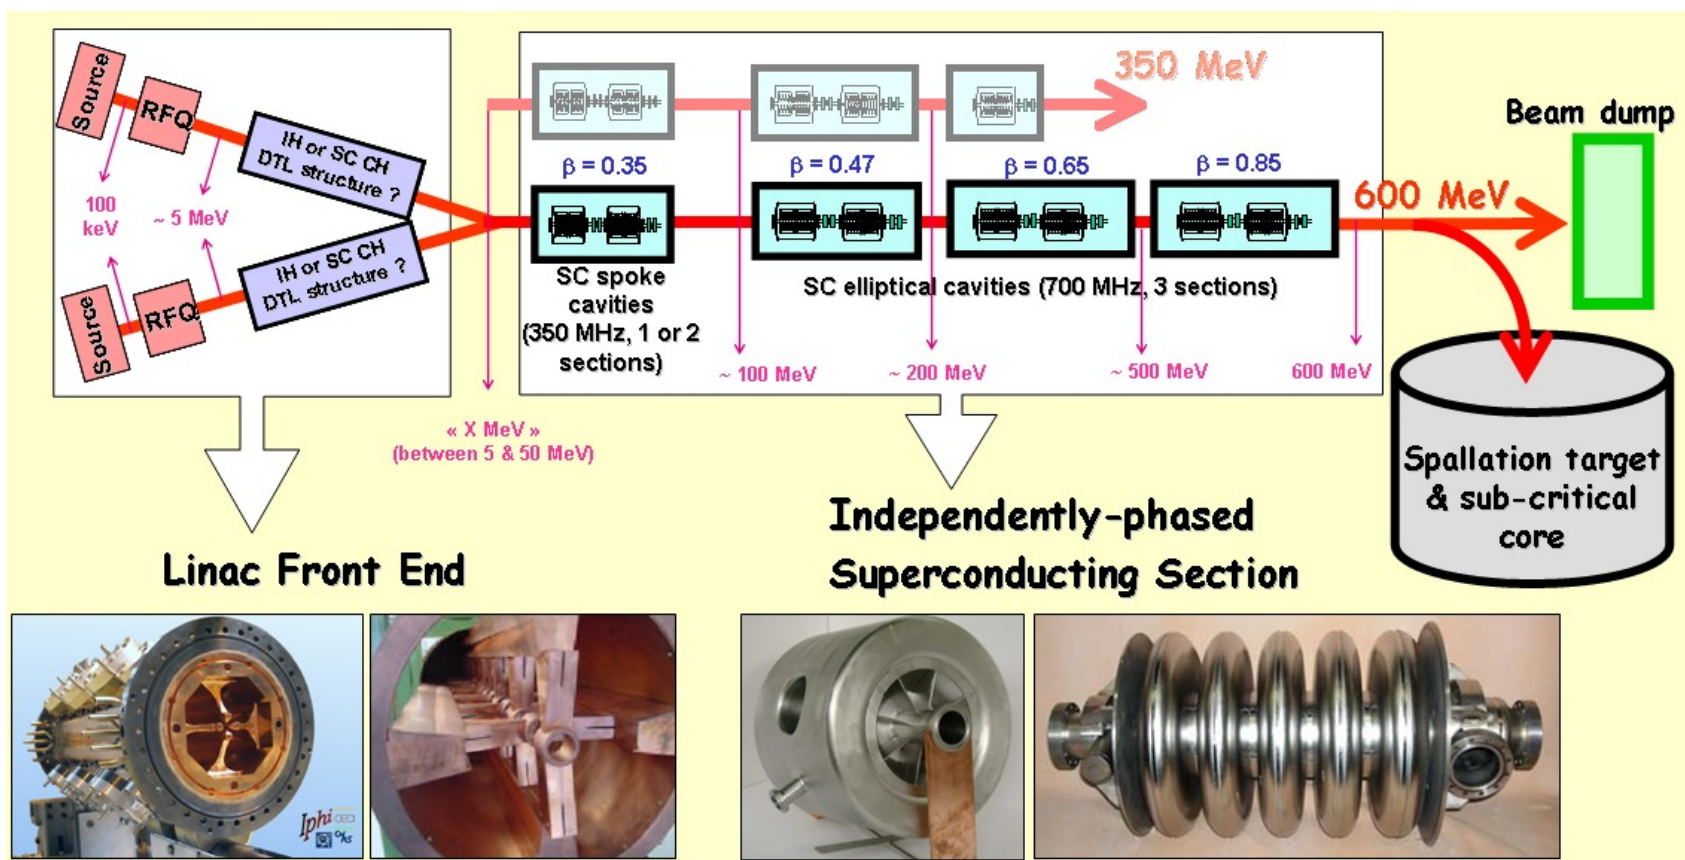 Source
RFQ
IH or SC CH
DTL structure ?
100
keV
~ 5 MeV
IH or SC CH
DTL structure ?
Source
RFQ
350 MeV
β = 0.35
β = 0.47
β = 0.65
β = 0.85
600 MeV
Beam dump
SC spoke
cavities
(350 MHz, 1 or 2
sections)
SC elliptical cavities (700 MHz, 3 sections)
~ 100 MeV
~ 200 MeV
~ 500 MeV
600 MeV
« X MeV »
(between 5 & 50 MeV)
Spallation target
& sub-critical
core
Linac Front End
Independently-phased
Superconducting Section
Iphi
cea